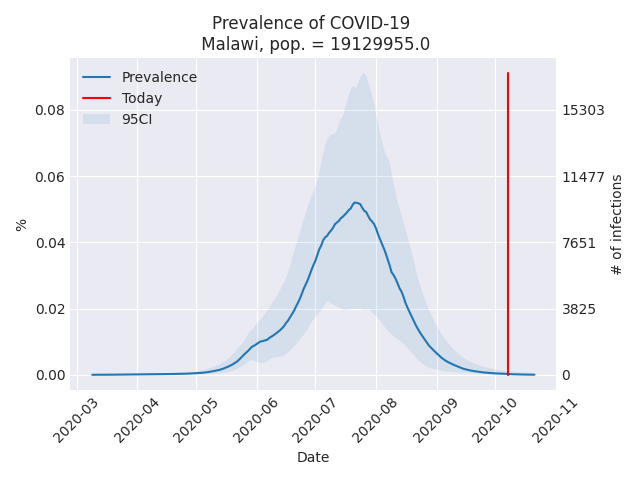 Prevalence of COVID-19
Malawi, pop. = 19129955.0
Prevalence
Today
95CI
0.08
0.06
0.04
0.02
0.00
%
15303
11477
7651
3825
0
# of infections
2020-03
2020-04
2020-05
2020-06
2020-07
2020-08
2020-09
2020-10
2020-11
Date